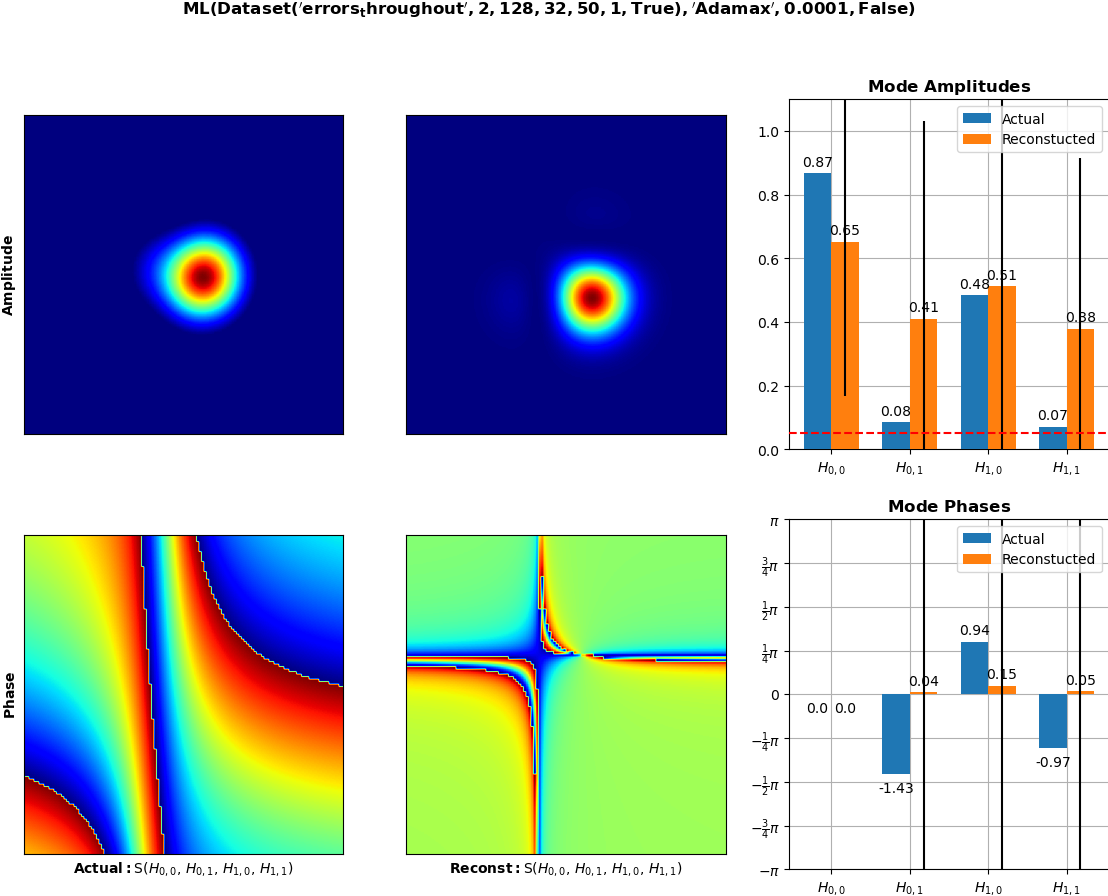 ML(Dataset('errors_throughout', 2, 128, 32, 50, 1, True), 'Adamax', 0.0001, False)
Amplitude
Mode Amplitudes
Actual
Reconstucted
1.0
0.8
0.6
0.4
0.2
0.0
0.87
0.65
0.08
0.41
0.48
0.51
0.07
0.38
H0,0
H0,1
H1,0
H1,1
Phase
Actual: S(H0,0, H0,1, H1,0, H1,1)
Reconst: S(H0,0, H0,1, H1,0, H1,1)
Mode Phases
Actual
Reconstucted
π
3/4π
1/2π
1/4π
0
−1/4π
−1/2π
−3/4π
−π
0.0
0.0
-1.43
0.04
0.94
0.15
-0.97
0.05
H0,0
H0,1
H1,0
H1,1